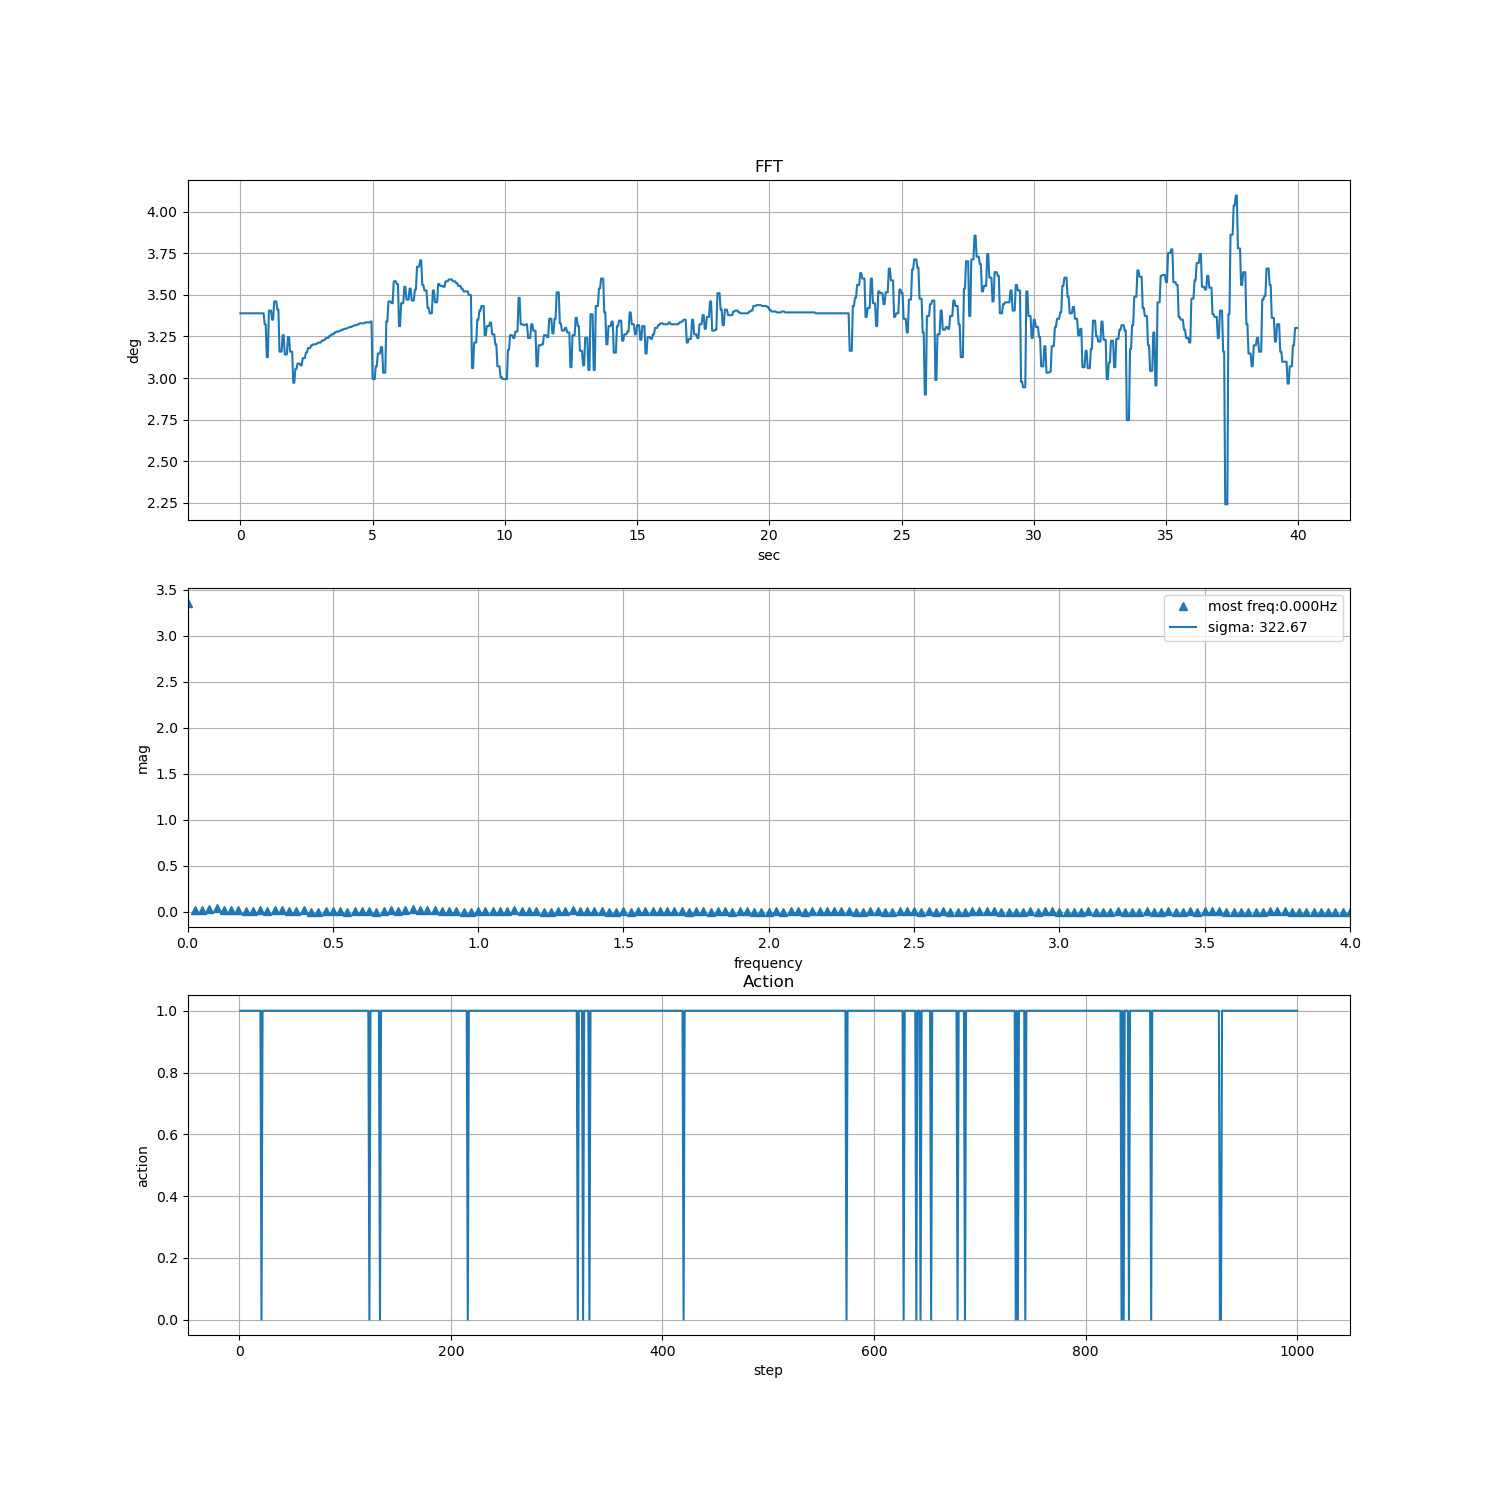 FFT
4.00
3.75
3.50
3.25
3.00
2.75
2.50
2.25
deg
0 5 10 15 20 25 30 35 40
sec
3.5
3.0
2.5
2.0
1.5
1.0
0.5
0.0
mag
most freq:0.000Hz
sigma: 322.67
0.0 0.5 1.0 1.5 2.0 2.5 3.0 3.5 4.0
frequency
Action
1.0
0.8
0.6
0.4
0.2
0.0
action
0 200 400 600 800 1000
step